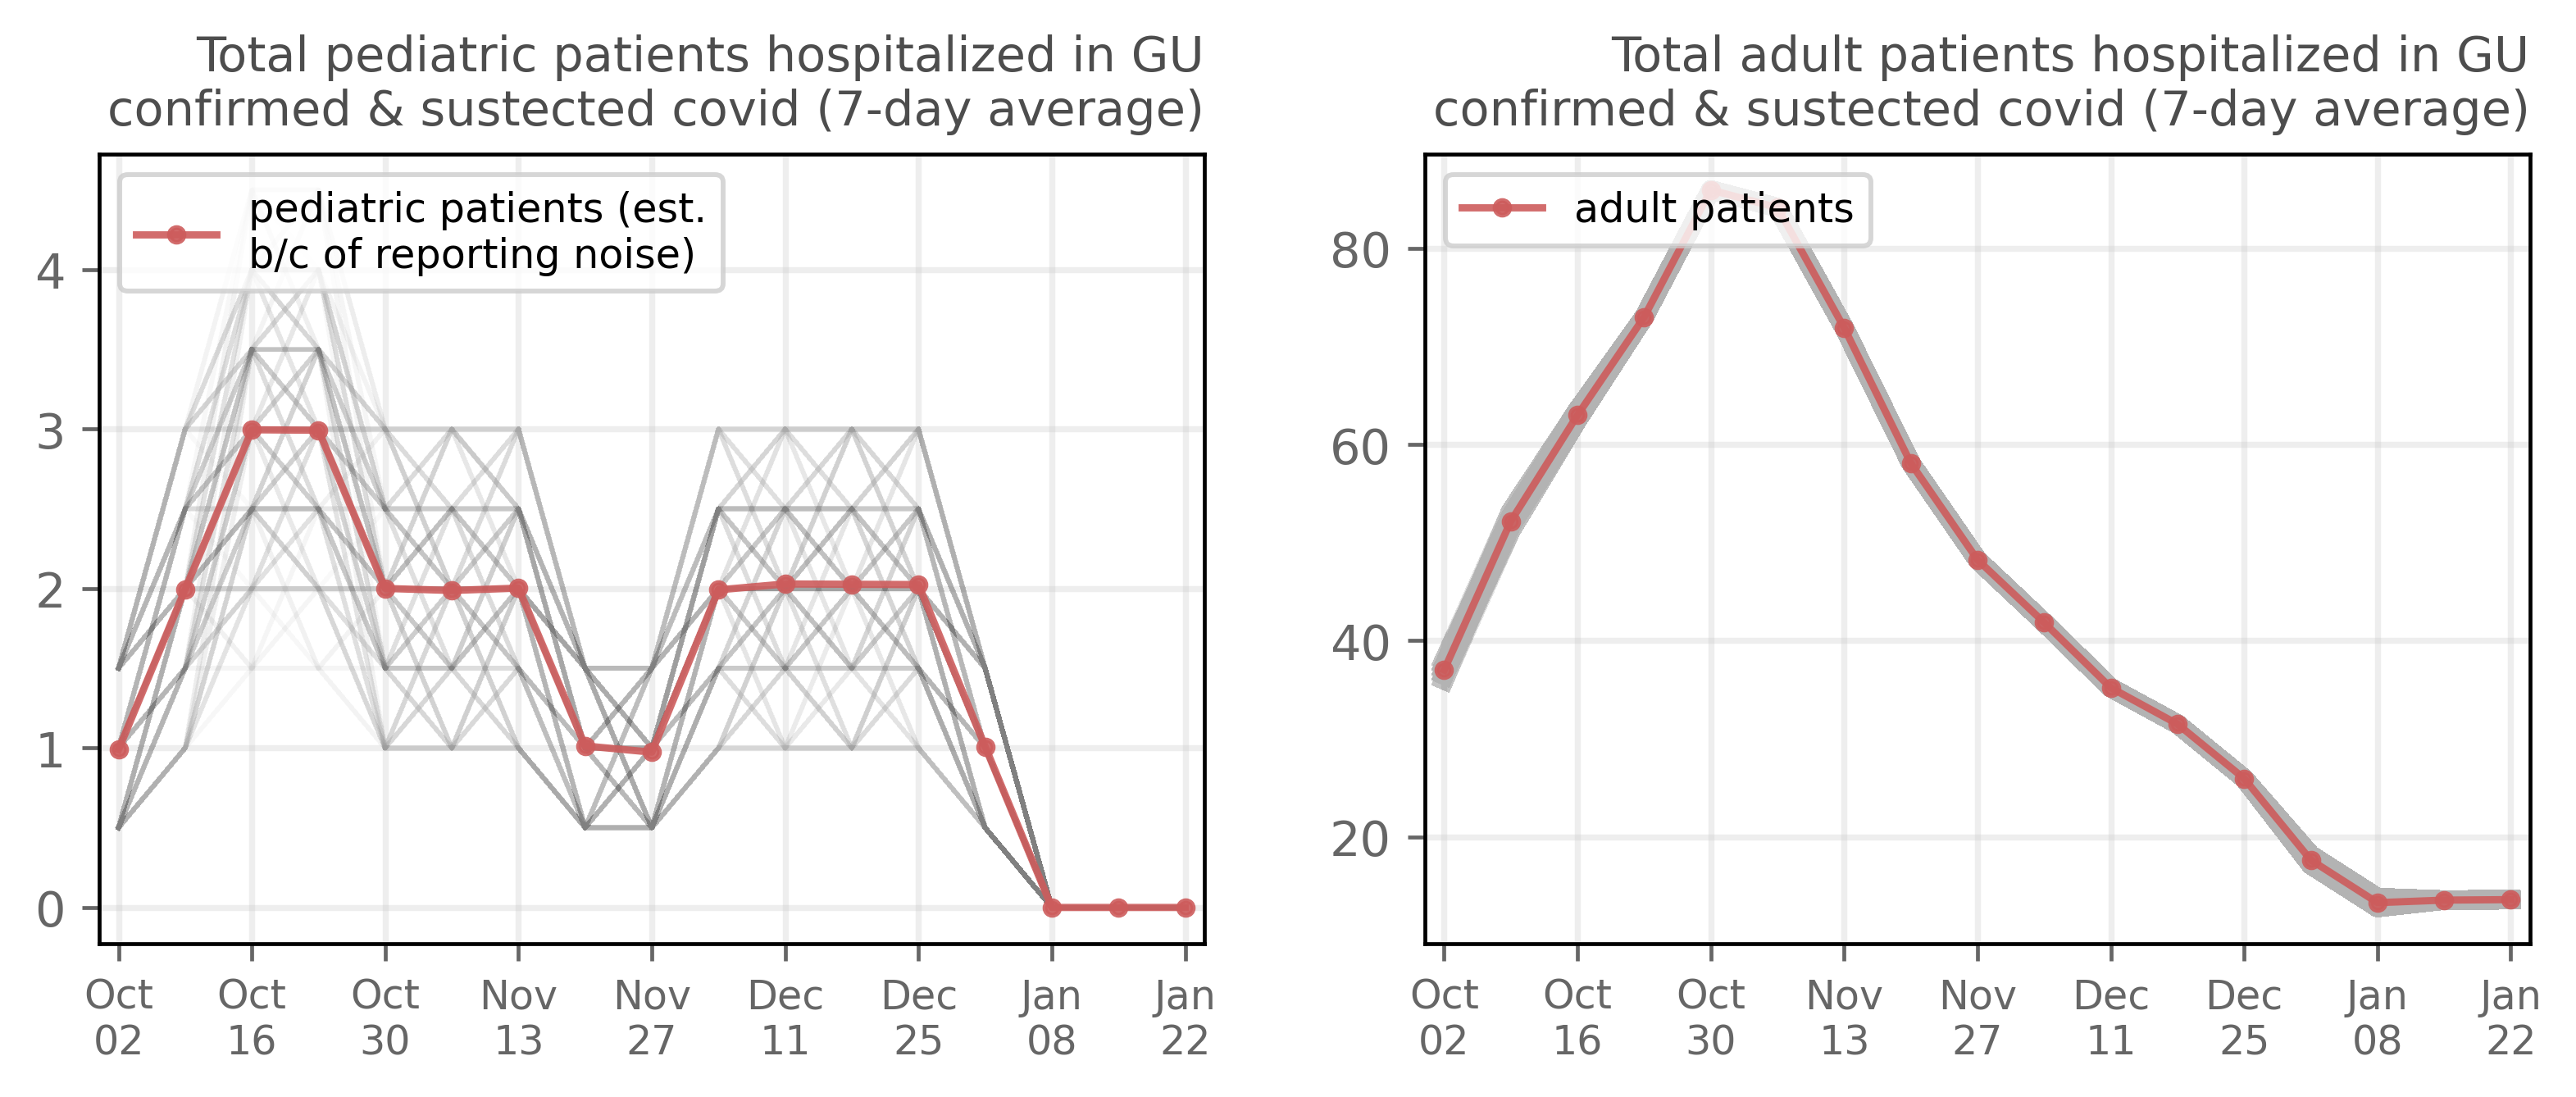 Total pediatric patients hospitalized in GU
confirmed & sustected covid (7-day average)
pediatric patients (est.
b/c of reporting noise)
4
3
2
1
0
Oct Oct Oct Nov Nov Dec Dec Jan Jan
02 16 30 13 27 11 25 08 22
Total adult patients hospitalized in GU
confirmed & sustected covid (7-day average)
adult patients
80
60
40
20
Oct Oct Oct Nov Nov Dec Dec Jan Jan
02 16 30 13 27 11 25 08 22